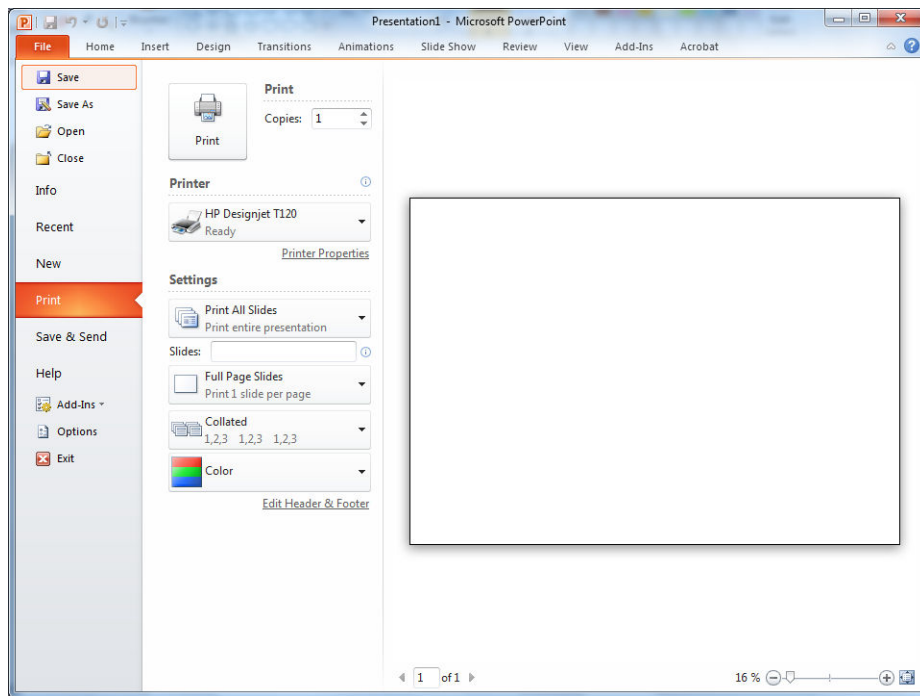 Presentation1 - Microsoft PowerPoint
File Home Insert Design Transitions Animations Slide Show Review View Add-Ins Acrobat
Save
Save As
Open
Close
Info
Recent
New
Print
Save & Send
Help
Add-Ins
Options
Exit
Print
Print
Copies: 1
Printer
HP Designjet T120
Ready
Printer Properties
Settings
Print All Slides
Print entire presentation
Slides:
Full Page Slides
Print 1 slide per page
Collated
1,2,3 1,2,3 1,2,3
Color
Edit Header & Footer
1 of 1
16 %